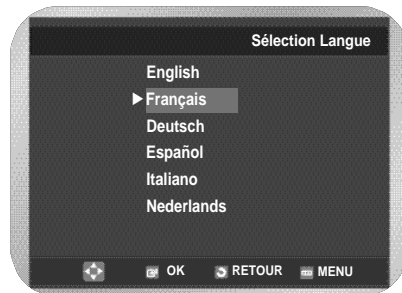 Sélection Langue
English
Français
Deutsch
Español
Italiano
Nederlands
OK RETOUR MENU